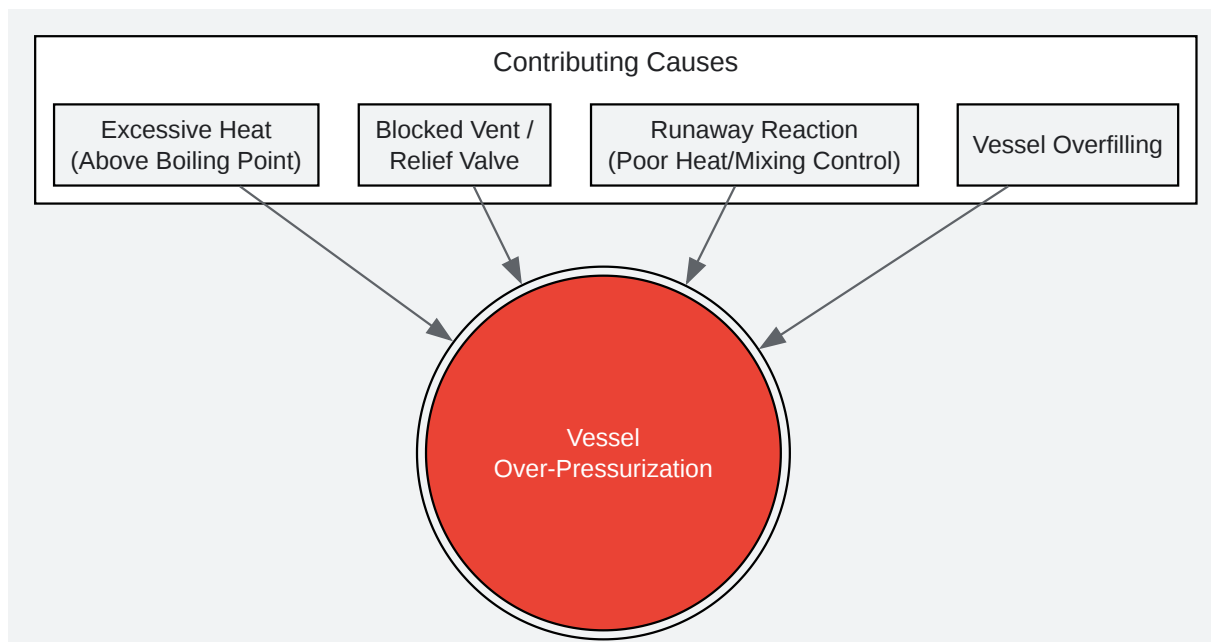 Contributing Causes
Excessive Heat
(Above Boiling Point)
Blocked Vent /
Relief Valve
Runaway Reaction
(Poor Heat/Mixing Control)
Vessel Overfilling
Vessel
Over-Pressurization